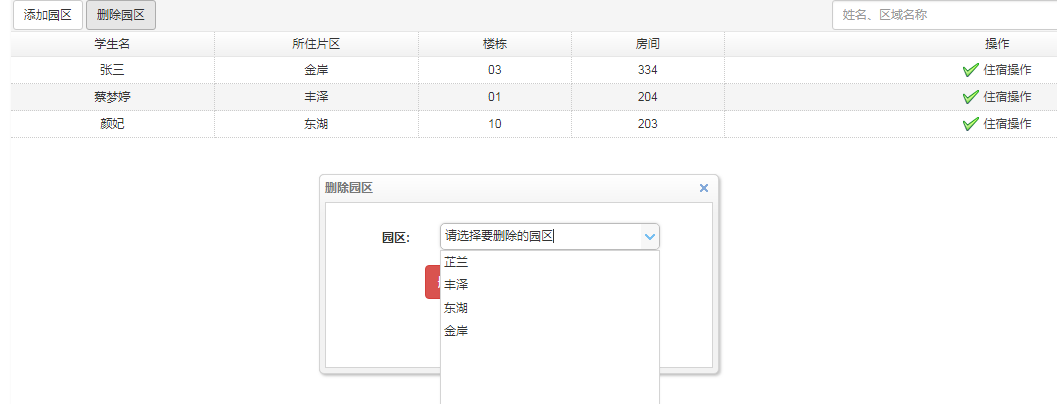 添加园区 删除园区 姓名、区域名称
学生名 所住片区 楼栋 房间 操作
张三 金岸 03 334 住宿操作
蔡梦婷 丰泽 01 204 住宿操作
颜妃 东湖 10 203 住宿操作
删除园区
园区: 请选择要删除的园区
芷兰
丰泽
东湖
金岸